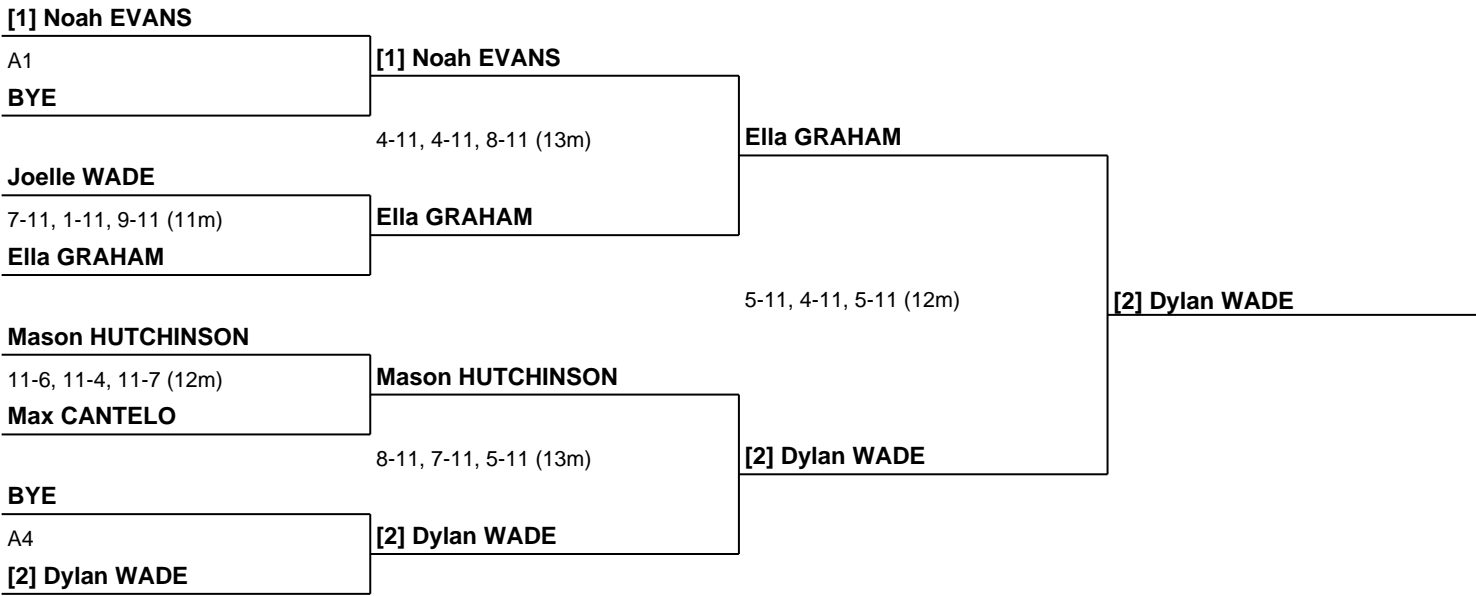 [1] Noah EVANS
A1
BYE
[1] Noah EVANS
4-11, 4-11, 8-11 (13m)
Joelle WADE
7-11, 1-11, 9-11 (11m)
Ella GRAHAM
Ella GRAHAM
Ella GRAHAM
5-11, 4-11, 5-11 (12m)
[2] Dylan WADE
Mason HUTCHINSON
11-6, 11-4, 11-7 (12m)
Max CANTELO
Mason HUTCHINSON
8-11, 7-11, 5-11 (13m)
[2] Dylan WADE
BYE
A4
[2] Dylan WADE
[2] Dylan WADE